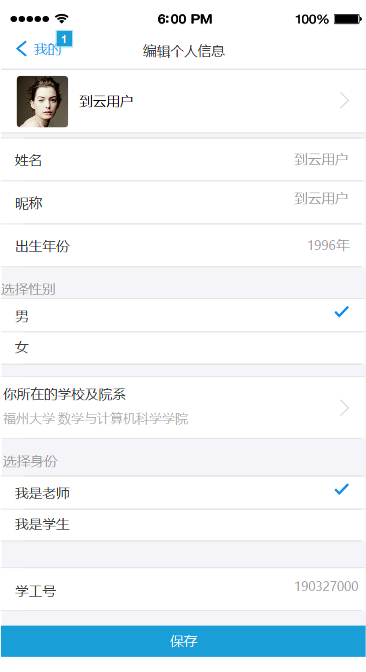 6:00 PM 100%
我的 1 编辑个人信息
到云用户
姓名 到云用户
昵称 到云用户
出生年份 1996年
选择性别
男
女
你所在的学校及院系
福州大学 数学与计算机科学学院
选择身份
我是老师
我是学生
学工号 190327000
保存